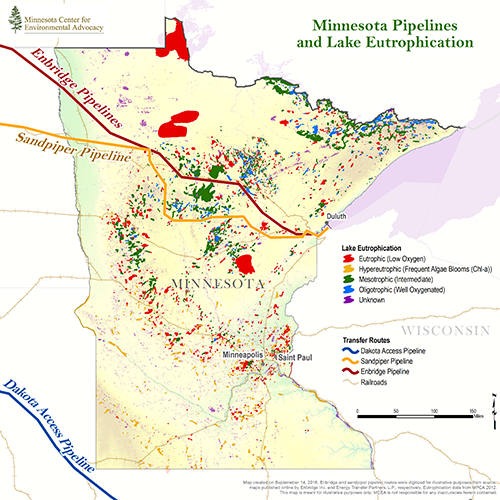 Minnesota Center for
Environmental Advocacy
Minnesota Pipelines
and Lake Eutrophication
Enbridge Pipelines
Sandpiper Pipeline
Duluth
Lake Eutrophication
Eutrophic (Low Oxygen)
Hypereutrophic (Frequent Algae Blooms (Chl-a))
Mesotrophic (Intermediate)
Oligotrophic (Well Oxygenated)
Unknown
MINNESOTA
WISCONSIN
Transfer Routes
Dakota Access Pipeline
Sandpiper Pipeline
Enbridge Pipeline
Railroads
Minneapolis
Saint Paul
Dakota Access Pipeline
0 50 100 150
Miles
N
Map created on September 14, 2016. Enbridge and sandpiper pipeline routes were digitized for illustrative purposes from source
maps published online by Enbridge Inc. and Energy Transfer Partners, L.P., respectively. Eutrophication data from MPCA 2012.
This map is meant for illustrative purposes only; MCEA is not responsible for any inaccuracies herein contained.